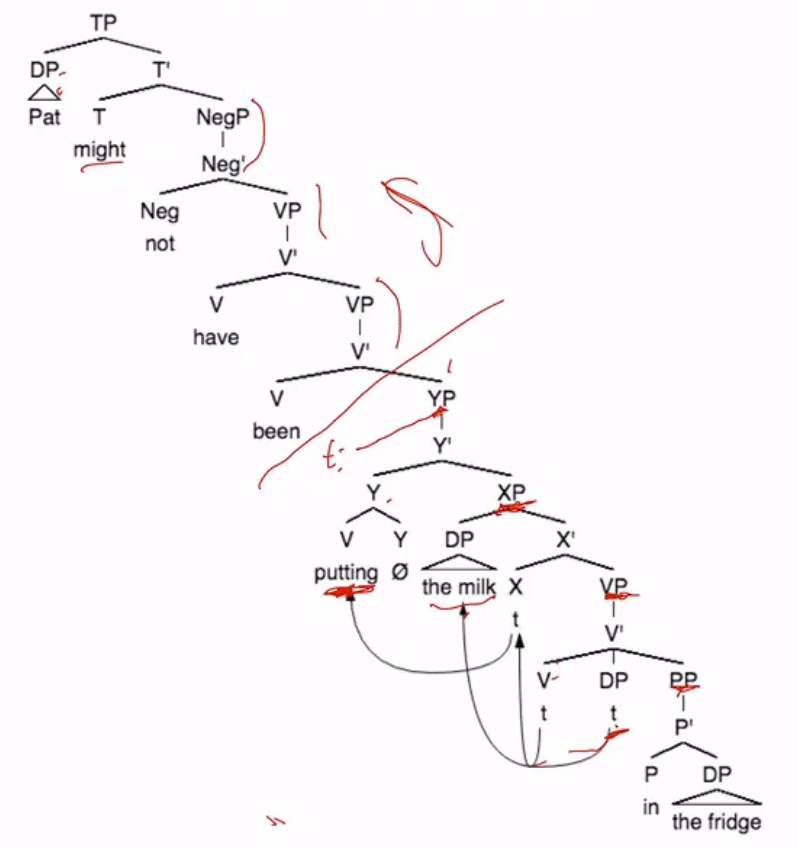 TP
DP T'
Pat T NegP
might Neg'
Neg VP
not V'
V VP
have V'
V YP
been Y'
t:
Y XP
V Y DP X'
putting Ø the milk X VP
t V'
V DP PP
t t P'
P DP
in the fridge